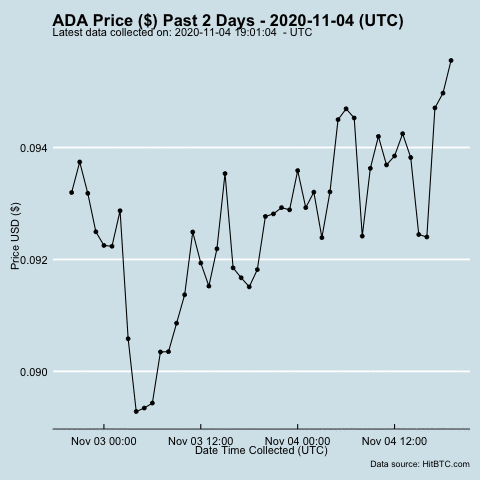 ADA Price ($) Past 2 Days - 2020-11-04 (UTC)
Latest data collected on: 2020-11-04 19:01:04  - UTC
0.094
0.092
0.090
Price USD ($)
Nov 03 00:00 Nov 03 12:00 Nov 04 00:00 Nov 04 12:00
Date Time Collected (UTC)
Data source: HitBTC.com